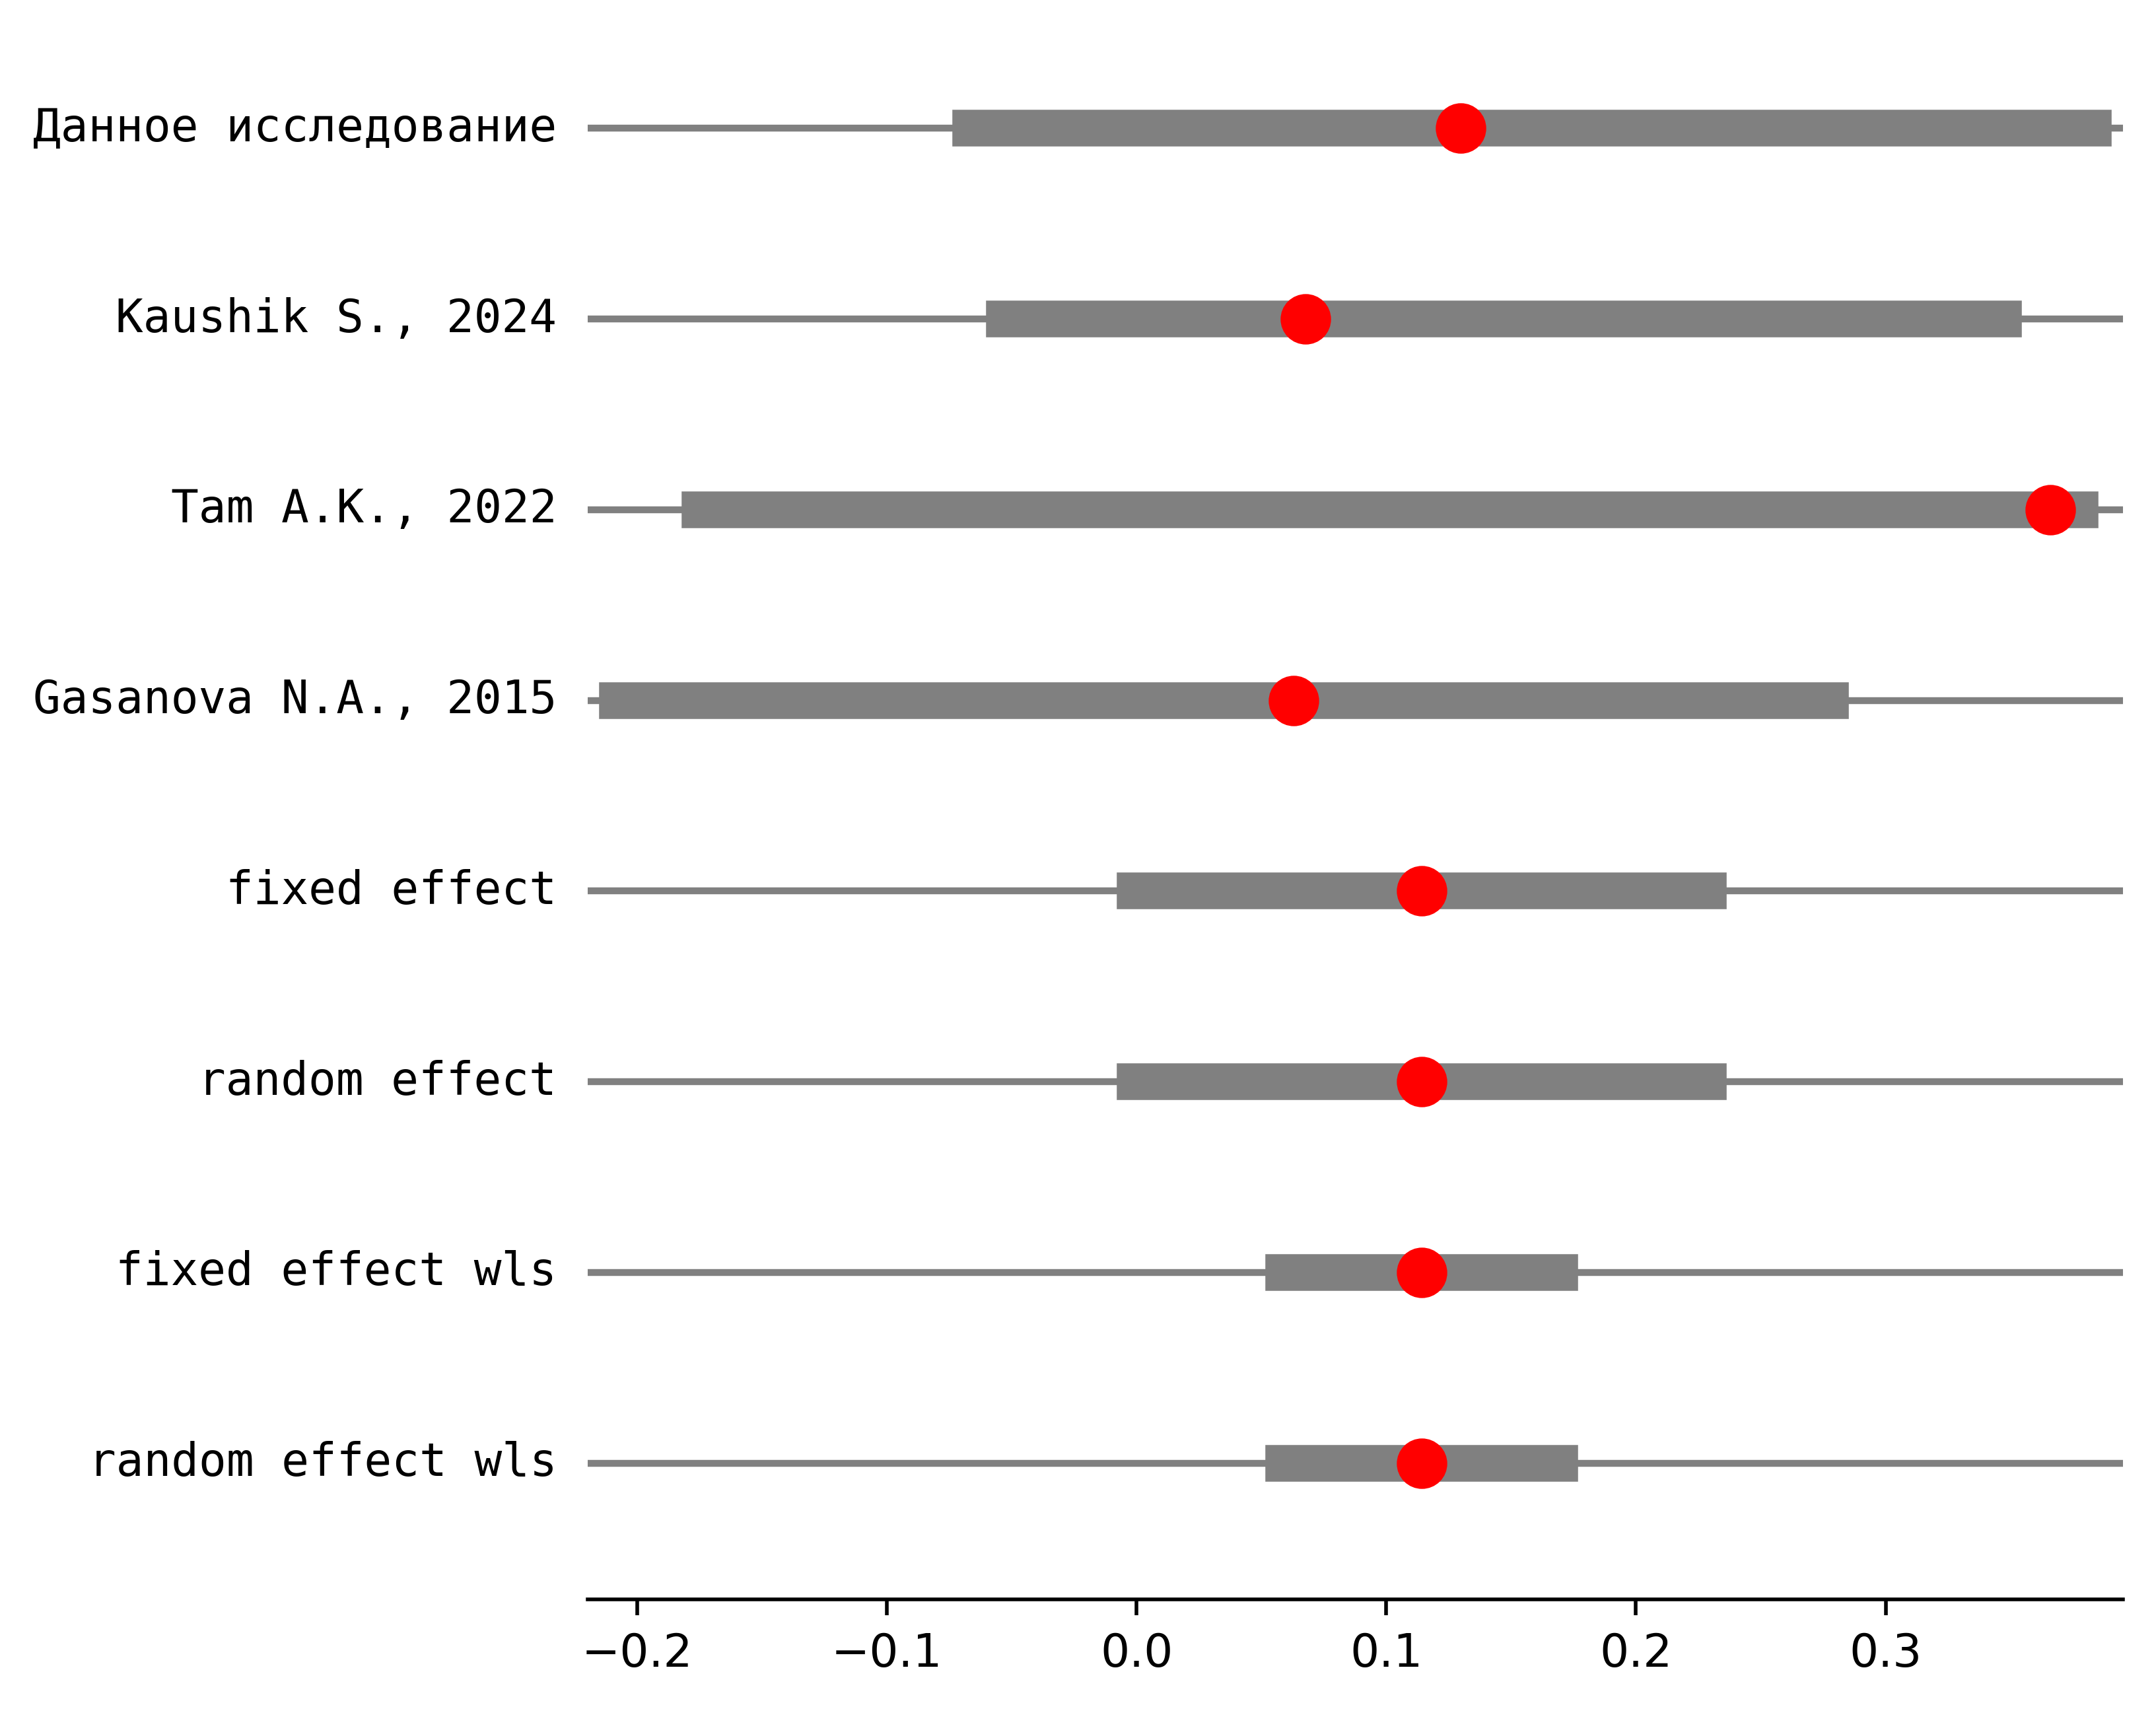 Данное исследование
Kaushik S., 2024
Tam A.K., 2022
Gasanova N.A., 2015
fixed effect
random effect
fixed effect wls
random effect wls
−0.2 −0.1 0.0 0.1 0.2 0.3